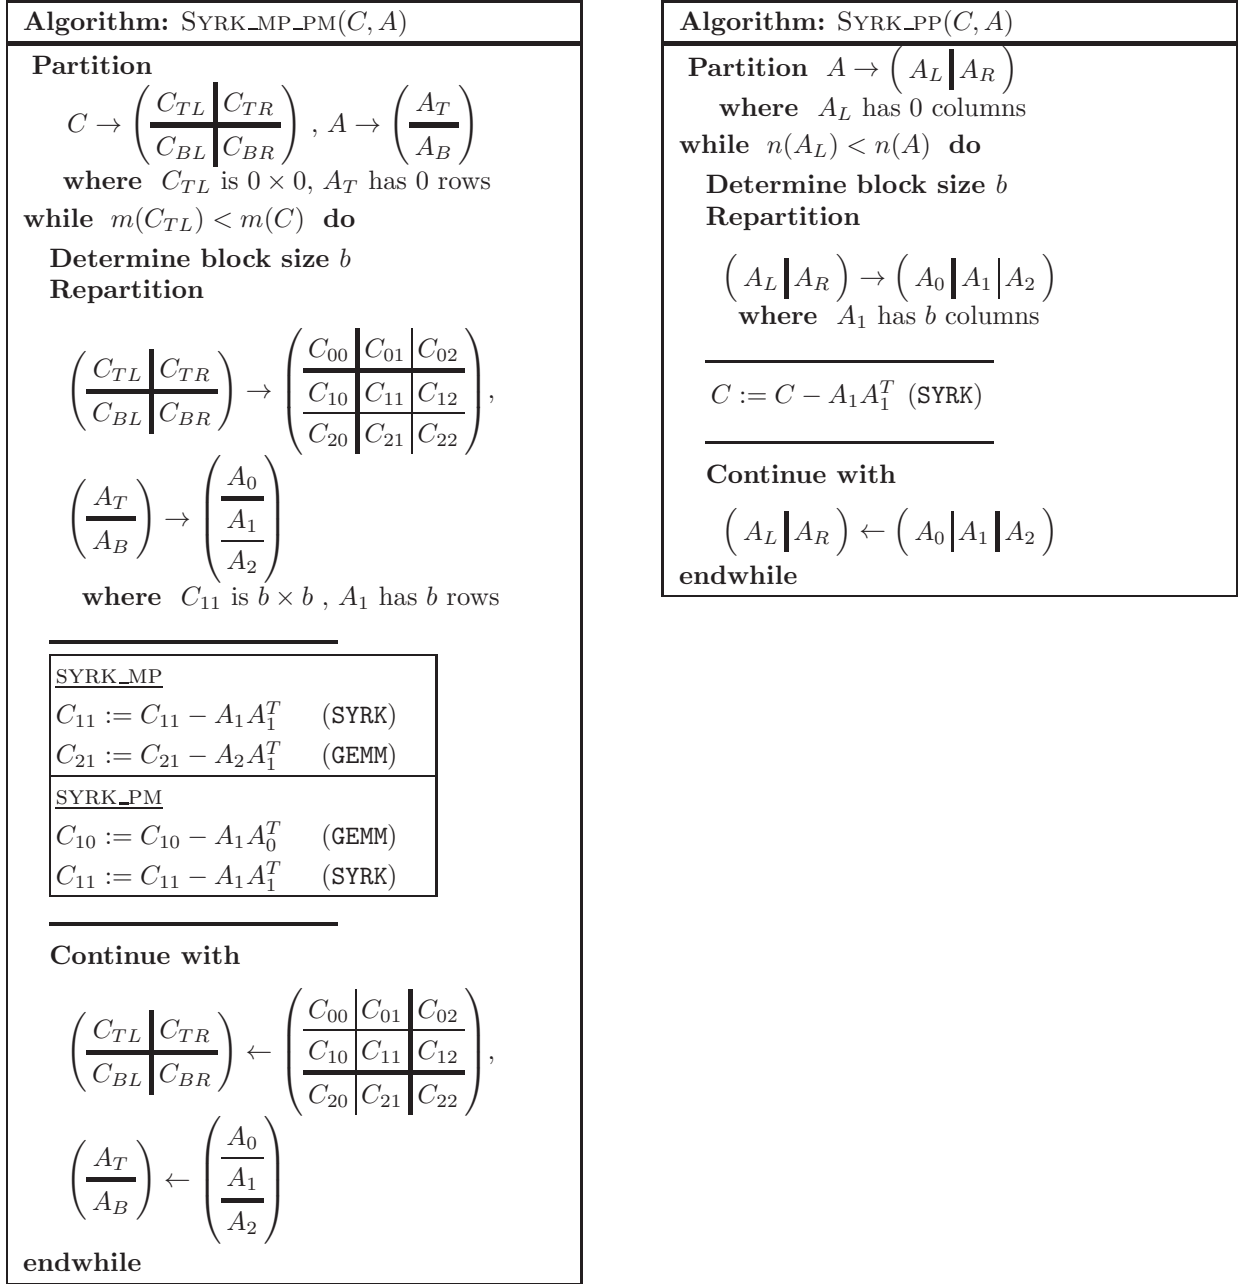 Algorithm: SYRK_MP_PM(C, A)
Partition
C → ( C_TL | C_TR ; C_BL | C_BR ) , A → ( A_T ; A_B )
where C_TL is 0 × 0, A_T has 0 rows
while m(C_TL) < m(C) do
Determine block size b
Repartition
( C_TL | C_TR ; C_BL | C_BR ) → ( C_00 | C_01 | C_02 ; C_10 | C_11 | C_12 ; C_20 | C_21 | C_22 ),
( A_T ; A_B ) → ( A_0 ; A_1 ; A_2 )
where C_11 is b × b , A_1 has b rows
SYRK_MP
C_11 := C_11 − A_1 A_1^T (SYRK)
C_21 := C_21 − A_2 A_1^T (GEMM)
SYRK_PM
C_10 := C_10 − A_1 A_0^T (GEMM)
C_11 := C_11 − A_1 A_1^T (SYRK)
Continue with
( C_TL | C_TR ; C_BL | C_BR ) ← ( C_00 | C_01 | C_02 ; C_10 | C_11 | C_12 ; C_20 | C_21 | C_22 ),
( A_T ; A_B ) ← ( A_0 ; A_1 ; A_2 )
endwhile
Algorithm: SYRK_PP(C, A)
Partition A → ( A_L | A_R )
where A_L has 0 columns
while n(A_L) < n(A) do
Determine block size b
Repartition
( A_L | A_R ) → ( A_0 | A_1 | A_2 )
where A_1 has b columns
C := C − A_1 A_1^T (SYRK)
Continue with
( A_L | A_R ) ← ( A_0 | A_1 | A_2 )
endwhile